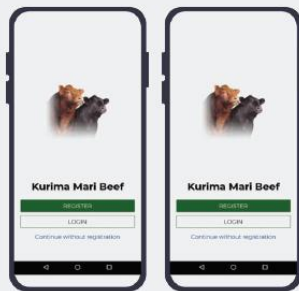 Kurima Mari Beef
REGISTER
LOGIN
Continue without registration
Kurima Mari Beef
REGISTER
LOGIN
Continue without registration